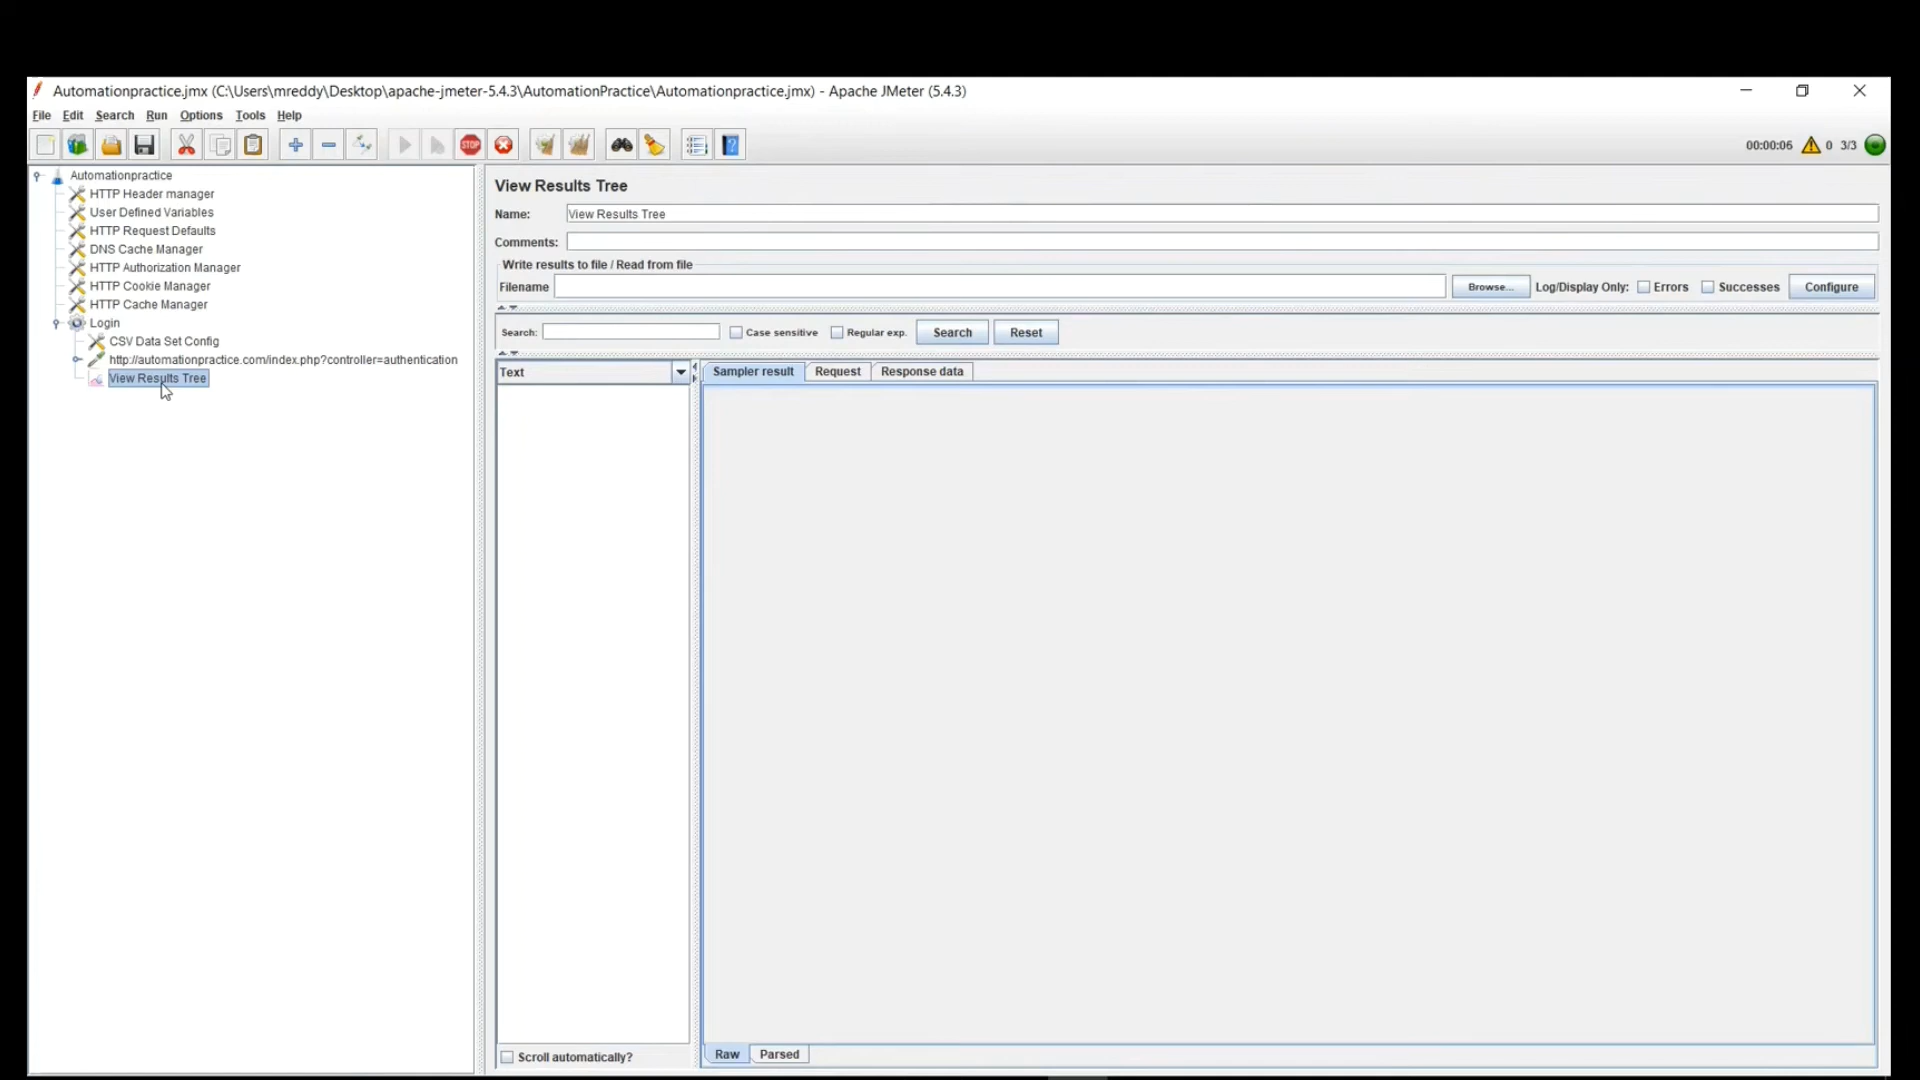 Automationpractice.jmx (C:\Users\mreddy\Desktop\apache-jmeter-5.4.3\AutomationPractice\Automationpractice.jmx) - Apache JMeter (5.4.3)
File Edit Search Run Options Tools Help
STOP
00:00:06 0 3/3
Automationpractice
HTTP Header manager
User Defined Variables
HTTP Request Defaults
DNS Cache Manager
HTTP Authorization Manager
HTTP Cookie Manager
HTTP Cache Manager
Login
CSV Data Set Config
http://automationpractice.com/index.php?controller=authentication
View Results Tree
View Results Tree
Name: View Results Tree
Comments:
Write results to file / Read from file
Filename Browse... Log/Display Only: Errors Successes Configure
Search: Case sensitive Regular exp. Search Reset
Text Sampler result Request Response data
Scroll automatically? Raw Parsed